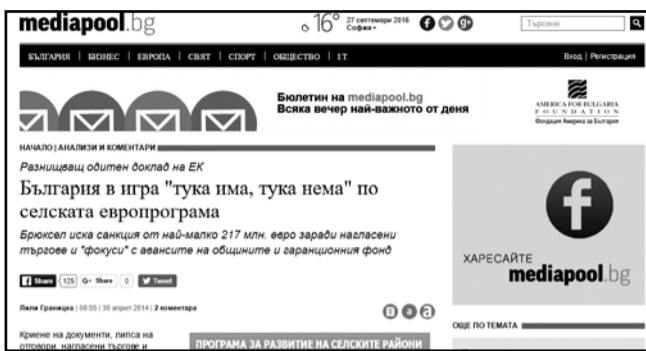 mediapool.bg
16° 27 септември 2016
София
Търсене
БЪЛГАРИЯ | БИЗНЕС | ЕВРОПА | СВЯТ | СПОРТ | ОБЩЕСТВО | I.T.
Вход | Регистрация
Бюлетин на mediapool.bg
Всяка вечер най-важното от деня
AMERICA FOR BULGARIA
FOUNDATION
Фондация Америка за България
НАЧАЛО | АНАЛИЗИ И КОМЕНТАРИ
Разнищващ одитен доклад на ЕК
България в игра "тука има, тука нема" по
селската европрограма
Брюксел иска санкция от най-малко 217 млн. евро заради нагласени
търгове и "фокуси" с авансите на общините и гаранционния фонд
Share 125 G+ Share 0 Tweet
Лили Границка | 08:55 | 30 април 2014 | 2 коментара
a a a
ХАРЕСАЙТЕ
mediapool.bg
ОЩЕ ПО ТЕМАТА
Криене на документи, липса на
отговори, нагласени търгове и
ПРОГРАМА ЗА РАЗВИТИЕ НА СЕЛСКИТЕ РАЙОНИ